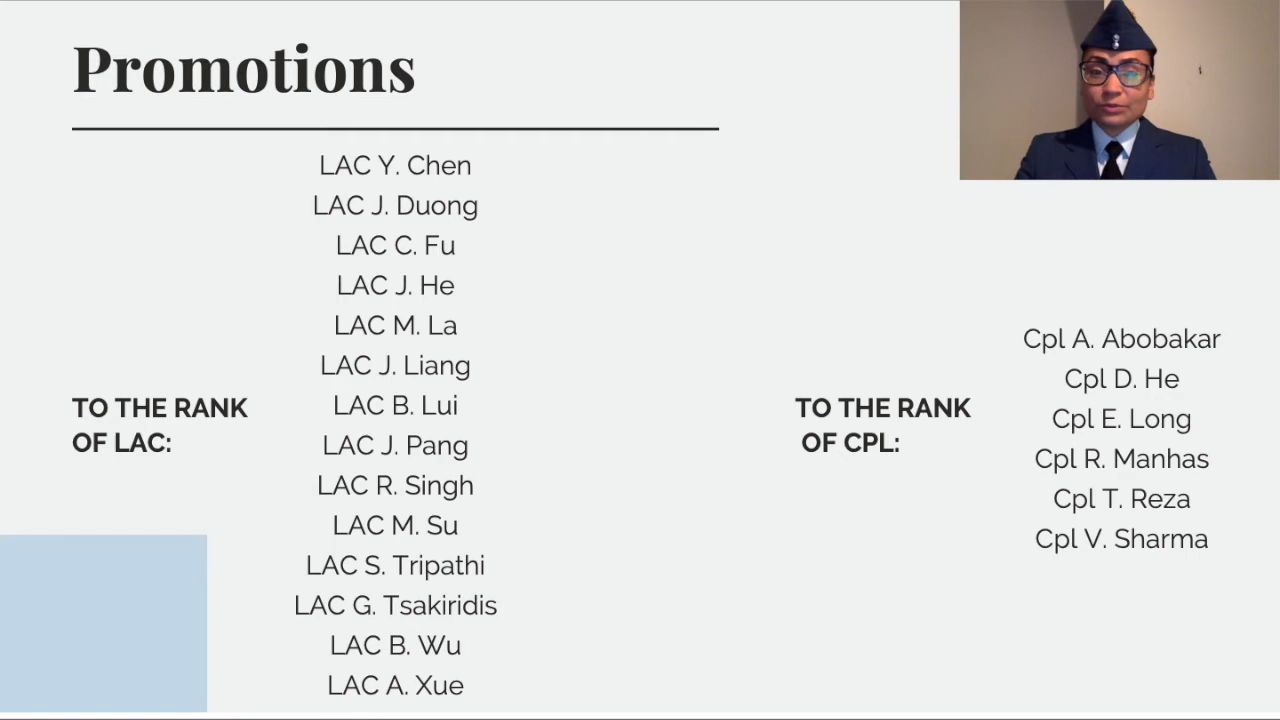 Promotions
TO THE RANK
OF LAC:
LAC Y. Chen
LAC J. Duong
LAC C. Fu
LAC J. He
LAC M. La
LAC J. Liang
LAC B. Lui
LAC J. Pang
LAC R. Singh
LAC M. Su
LAC S. Tripathi
LAC G. Tsakiridis
LAC B. Wu
LAC A. Xue
TO THE RANK
OF CPL:
Cpl A. Abobakar
Cpl D. He
Cpl E. Long
Cpl R. Manhas
Cpl T. Reza
Cpl V. Sharma